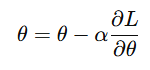 θ = θ − α ∂L/∂θ